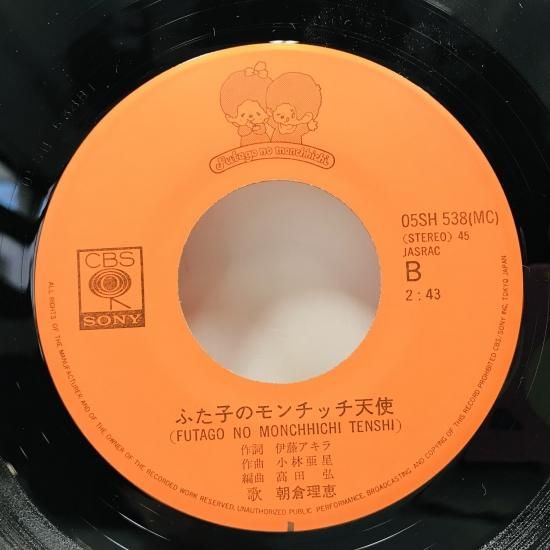 Futago no monchhichi
CBS
SONY
05SH 538(MC)
(STEREO) 45
JASRAC
B
2:43
ふた子のモンチッチ天使
(FUTAGO NO MONCHHICHI TENSHI)
作詞 伊藤アキラ
作曲 小林亜星
編曲 高田 弘
歌 朝倉理恵
ALL RIGHTS OF THE MANUFACTURER AND OF THE OWNER OF THE RECORDED WORK RESERVED. UNAUTHORIZED PUBLIC PERFORMANCE, BROADCASTING AND COPYING OF THIS RECORD PROHIBITED CBS/SONY INC. TOKYO JAPAN